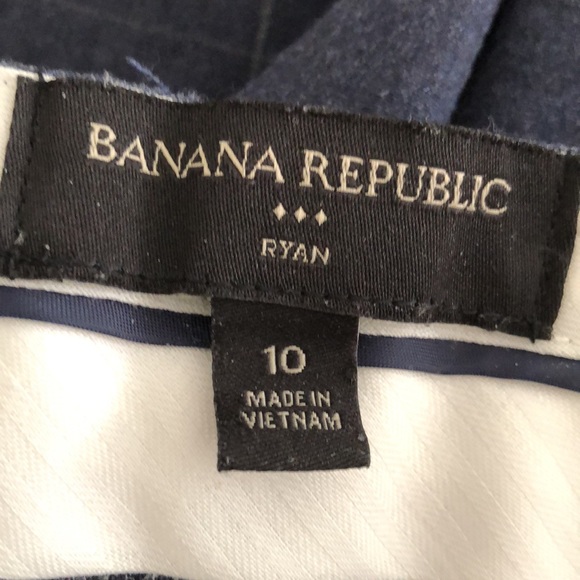 BANANA REPUBLIC
RYAN
10
MADE IN
VIETNAM